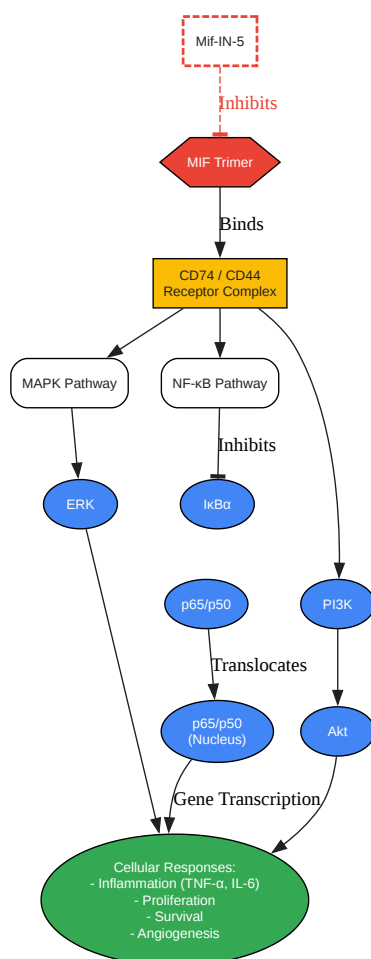 Mif-IN-5
Inhibits
MIF Trimer
Binds
CD74 / CD44
Receptor Complex
MAPK Pathway
NF-κB Pathway
Inhibits
ERK
IκBα
p65/p50
PI3K
Translocates
p65/p50
(Nucleus)
Akt
Gene Transcription
Cellular Responses:
- Inflammation (TNF-α, IL-6)
- Proliferation
- Survival
- Angiogenesis